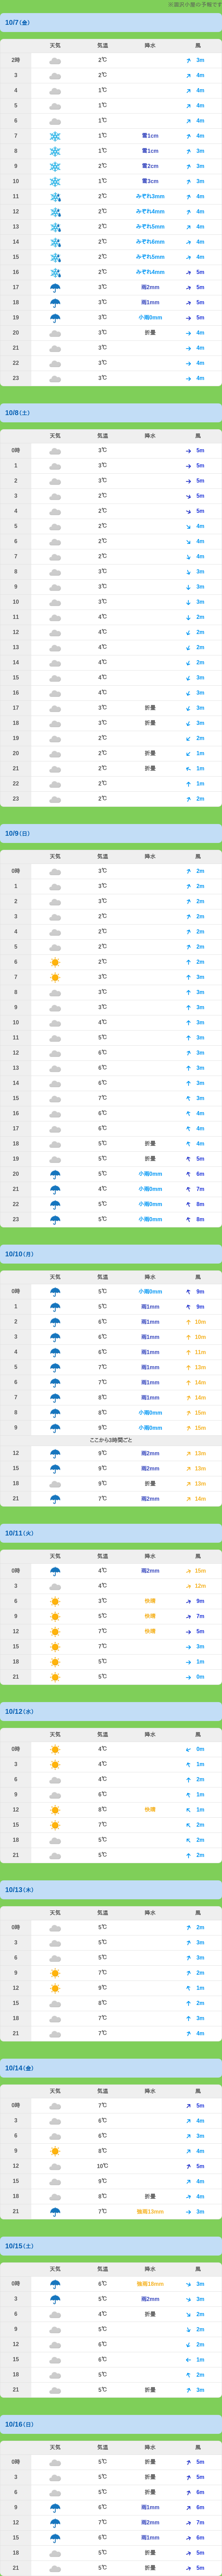 ※箇所少量の予報です
10/7(金)
天気 気温 降水 風
2時 2℃ 3m
3 2℃ 4m
4 1℃ 4m
5 1℃ 4m
6 1℃ 4m
7 1℃ 雪1cm 4m
8 1℃ 雪1cm 3m
9 2℃ 雪2cm 3m
10 1℃ 雪3cm 3m
11 2℃ みぞれ3mm 4m
12 2℃ みぞれ4mm 4m
13 2℃ みぞれ5mm 4m
14 2℃ みぞれ6mm 4m
15 2℃ みぞれ5mm 4m
16 2℃ みぞれ4mm 5m
17 3℃ 雨2mm 5m
18 3℃ 雨1mm 5m
19 3℃ 小雨0mm 5m
20 3℃ 折曇 4m
21 3℃ 4m
22 3℃ 4m
23 3℃ 4m
10/8(土)
天気 気温 降水 風
0時 3℃ 5m
1 3℃ 5m
2 3℃ 5m
3 2℃ 5m
4 2℃ 5m
5 2℃ 4m
6 2℃ 4m
7 2℃ 4m
8 3℃ 3m
9 3℃ 3m
10 3℃ 3m
11 4℃ 2m
12 4℃ 2m
13 4℃ 2m
14 4℃ 2m
15 4℃ 3m
16 4℃ 3m
17 3℃ 折曇 3m
18 3℃ 折曇 3m
19 2℃ 2m
20 2℃ 折曇 1m
21 2℃ 折曇 1m
22 2℃ 1m
23 2℃ 2m
10/9(日)
天気 気温 降水 風
0時 3℃ 2m
1 3℃ 2m
2 3℃ 2m
3 2℃ 2m
4 2℃ 2m
5 2℃ 2m
6 2℃ 2m
7 3℃ 3m
8 3℃ 3m
9 3℃ 3m
10 4℃ 3m
11 5℃ 3m
12 6℃ 3m
13 6℃ 3m
14 6℃ 3m
15 7℃ 3m
16 6℃ 4m
17 6℃ 4m
18 5℃ 折曇 4m
19 5℃ 折曇 5m
20 5℃ 小雨0mm 6m
21 4℃ 小雨0mm 7m
22 5℃ 小雨0mm 8m
23 5℃ 小雨0mm 8m
10/10(月)
天気 気温 降水 風
0時 5℃ 小雨0mm 9m
1 5℃ 雨1mm 9m
2 6℃ 雨1mm 10m
3 6℃ 雨1mm 10m
4 6℃ 雨1mm 11m
5 7℃ 雨1mm 13m
6 7℃ 雨1mm 14m
7 8℃ 雨1mm 14m
8 8℃ 小雨0mm 15m
9 9℃ 小雨0mm 15m
ここから3時間ごと
12 9℃ 雨2mm 13m
15 9℃ 雨2mm 13m
18 9℃ 折曇 13m
21 7℃ 雨2mm 14m
10/11(火)
天気 気温 降水 風
0時 4℃ 雨2mm 15m
3 4℃ 12m
6 3℃ 快晴 9m
9 5℃ 快晴 7m
12 7℃ 快晴 5m
15 7℃ 3m
18 5℃ 1m
21 5℃ 0m
10/12(水)
天気 気温 降水 風
0時 4℃ 0m
3 4℃ 1m
6 4℃ 2m
9 6℃ 1m
12 8℃ 快晴 1m
15 7℃ 2m
18 5℃ 2m
21 5℃ 2m
10/13(木)
天気 気温 降水 風
0時 5℃ 2m
3 5℃ 3m
6 5℃ 3m
9 7℃ 2m
12 9℃ 1m
15 8℃ 2m
18 7℃ 3m
21 7℃ 4m
10/14(金)
天気 気温 降水 風
0時 7℃ 5m
3 6℃ 4m
6 6℃ 3m
9 8℃ 4m
12 10℃ 5m
15 9℃ 4m
18 8℃ 折曇 4m
21 7℃ 強雨13mm 3m
10/15(土)
天気 気温 降水 風
0時 6℃ 強雨18mm 3m
3 5℃ 雨2mm 3m
6 4℃ 折曇 2m
9 5℃ 2m
12 6℃ 2m
15 6℃ 1m
18 5℃ 2m
21 5℃ 折曇 3m
10/16(日)
天気 気温 降水 風
0時 5℃ 折曇 5m
3 5℃ 折曇 5m
6 5℃ 折曇 6m
9 6℃ 雨1mm 6m
12 7℃ 雨2mm 7m
15 6℃ 雨1mm 6m
18 5℃ 折曇 5m
21 5℃ 折曇 5m